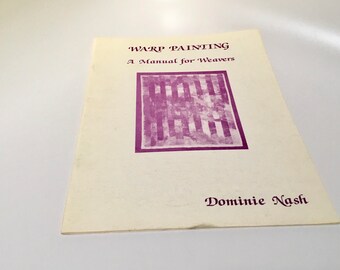 WARP PAINTING
A Manual for Weavers
Dominie Nash